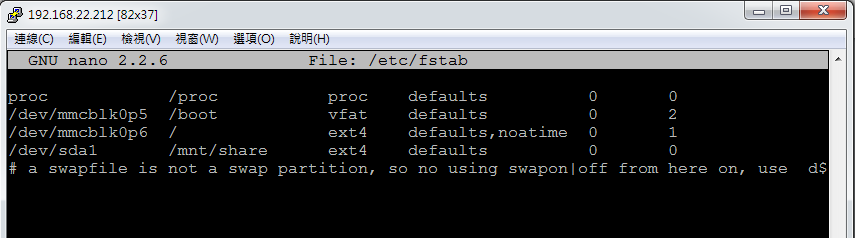 192.168.22.212 [82x37]
連線(C) 編輯(E) 檢視(V) 視窗(W) 選項(O) 說明(H)
GNU nano 2.2.6 File: /etc/fstab
proc /proc proc defaults 0 0
/dev/mmcblk0p5 /boot vfat defaults 0 2
/dev/mmcblk0p6 / ext4 defaults,noatime 0 1
/dev/sda1 /mnt/share ext4 defaults 0 0
# a swapfile is not a swap partition, so no using swapon|off from here on, use  d$